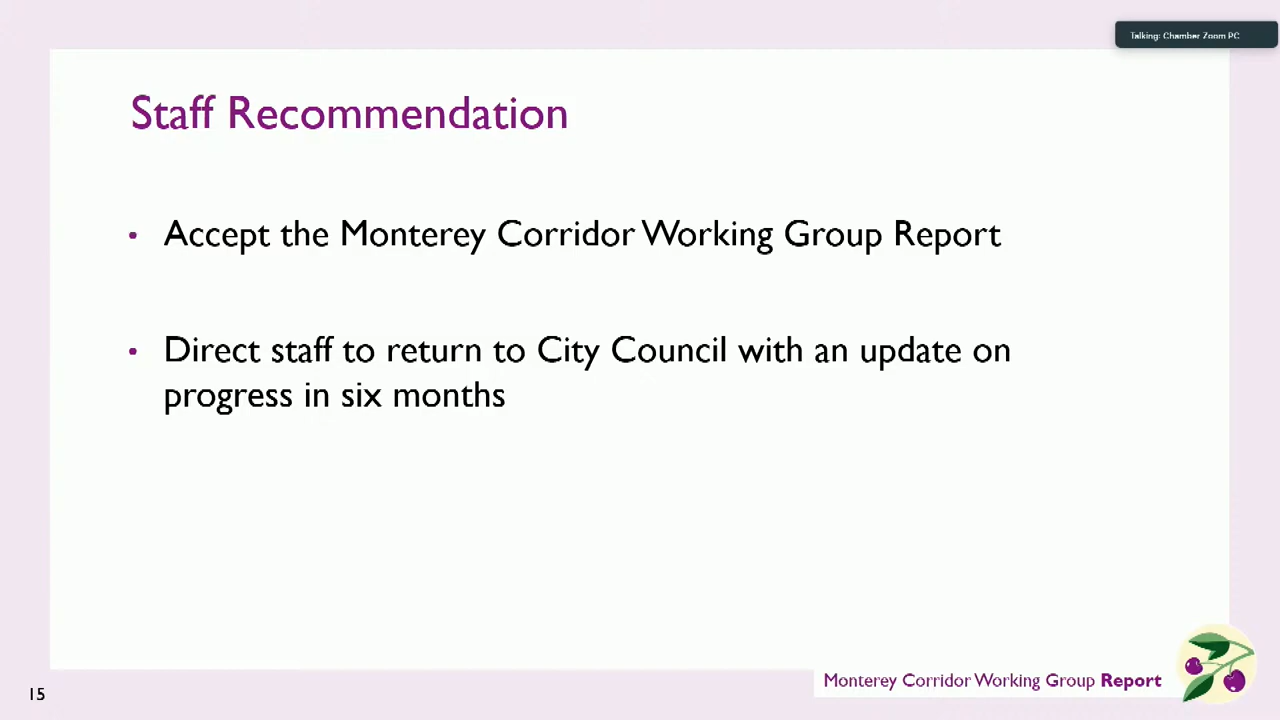 Talking: Chamber Zoom PC
Staff Recommendation
• Accept the Monterey Corridor Working Group Report
• Direct staff to return to City Council with an update on
progress in six months
Monterey Corridor Working Group Report
15